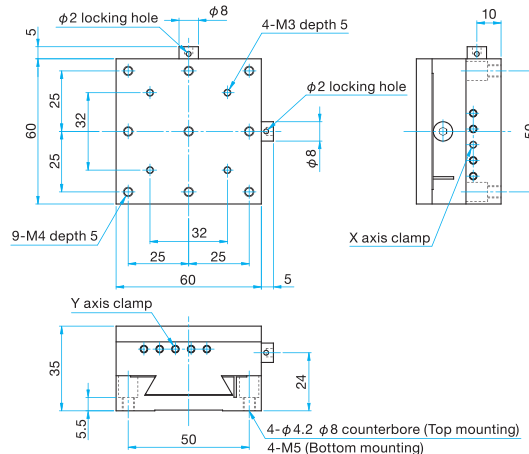 φ2 locking hole
φ8
4-M3 depth 5
10
5
φ2 locking hole
25
32
60
25
φ8
50
9-M4 depth 5
32
25
25
X axis clamp
60
5
Y axis clamp
35
24
5.5
50
4-φ4.2 φ8 counterbore (Top mounting)
4-M5 (Bottom mounting)